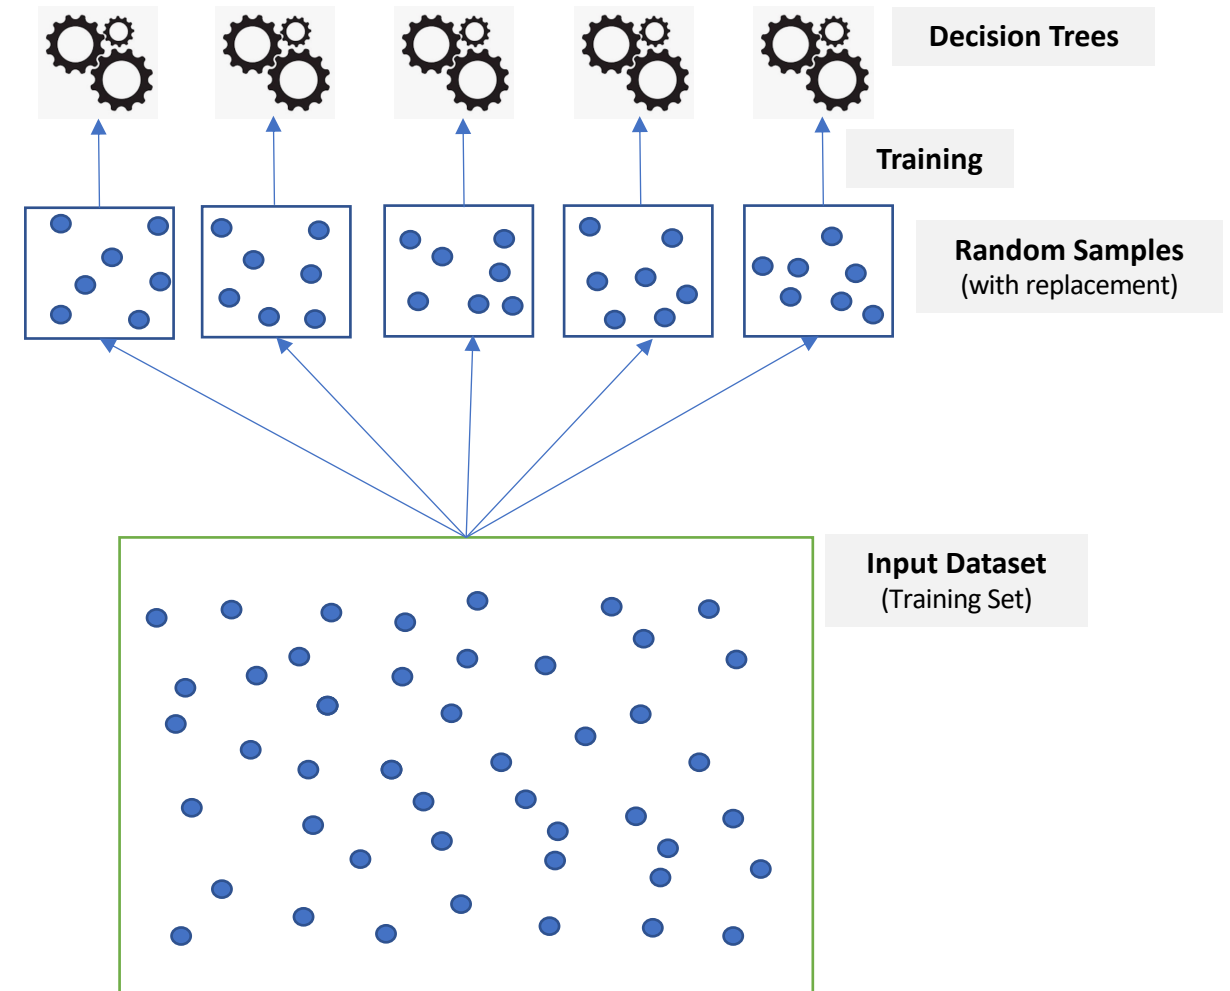 Decision Trees
Training
Random Samples
(with replacement)
Input Dataset
(Training Set)